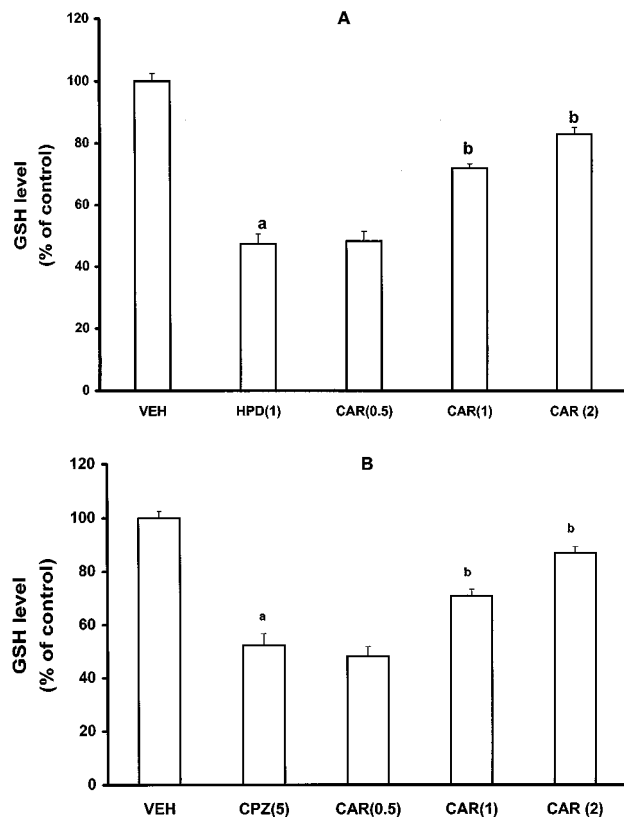 A
120
100
80
60
40
20
0
GSH level
(% of control)
a
b
b
VEH HPD(1) CAR(0.5) CAR(1) CAR (2)
B
120
100
80
60
40
20
0
GSH level
(% of control)
a
b
b
VEH CPZ(5) CAR(0.5) CAR(1) CAR (2)